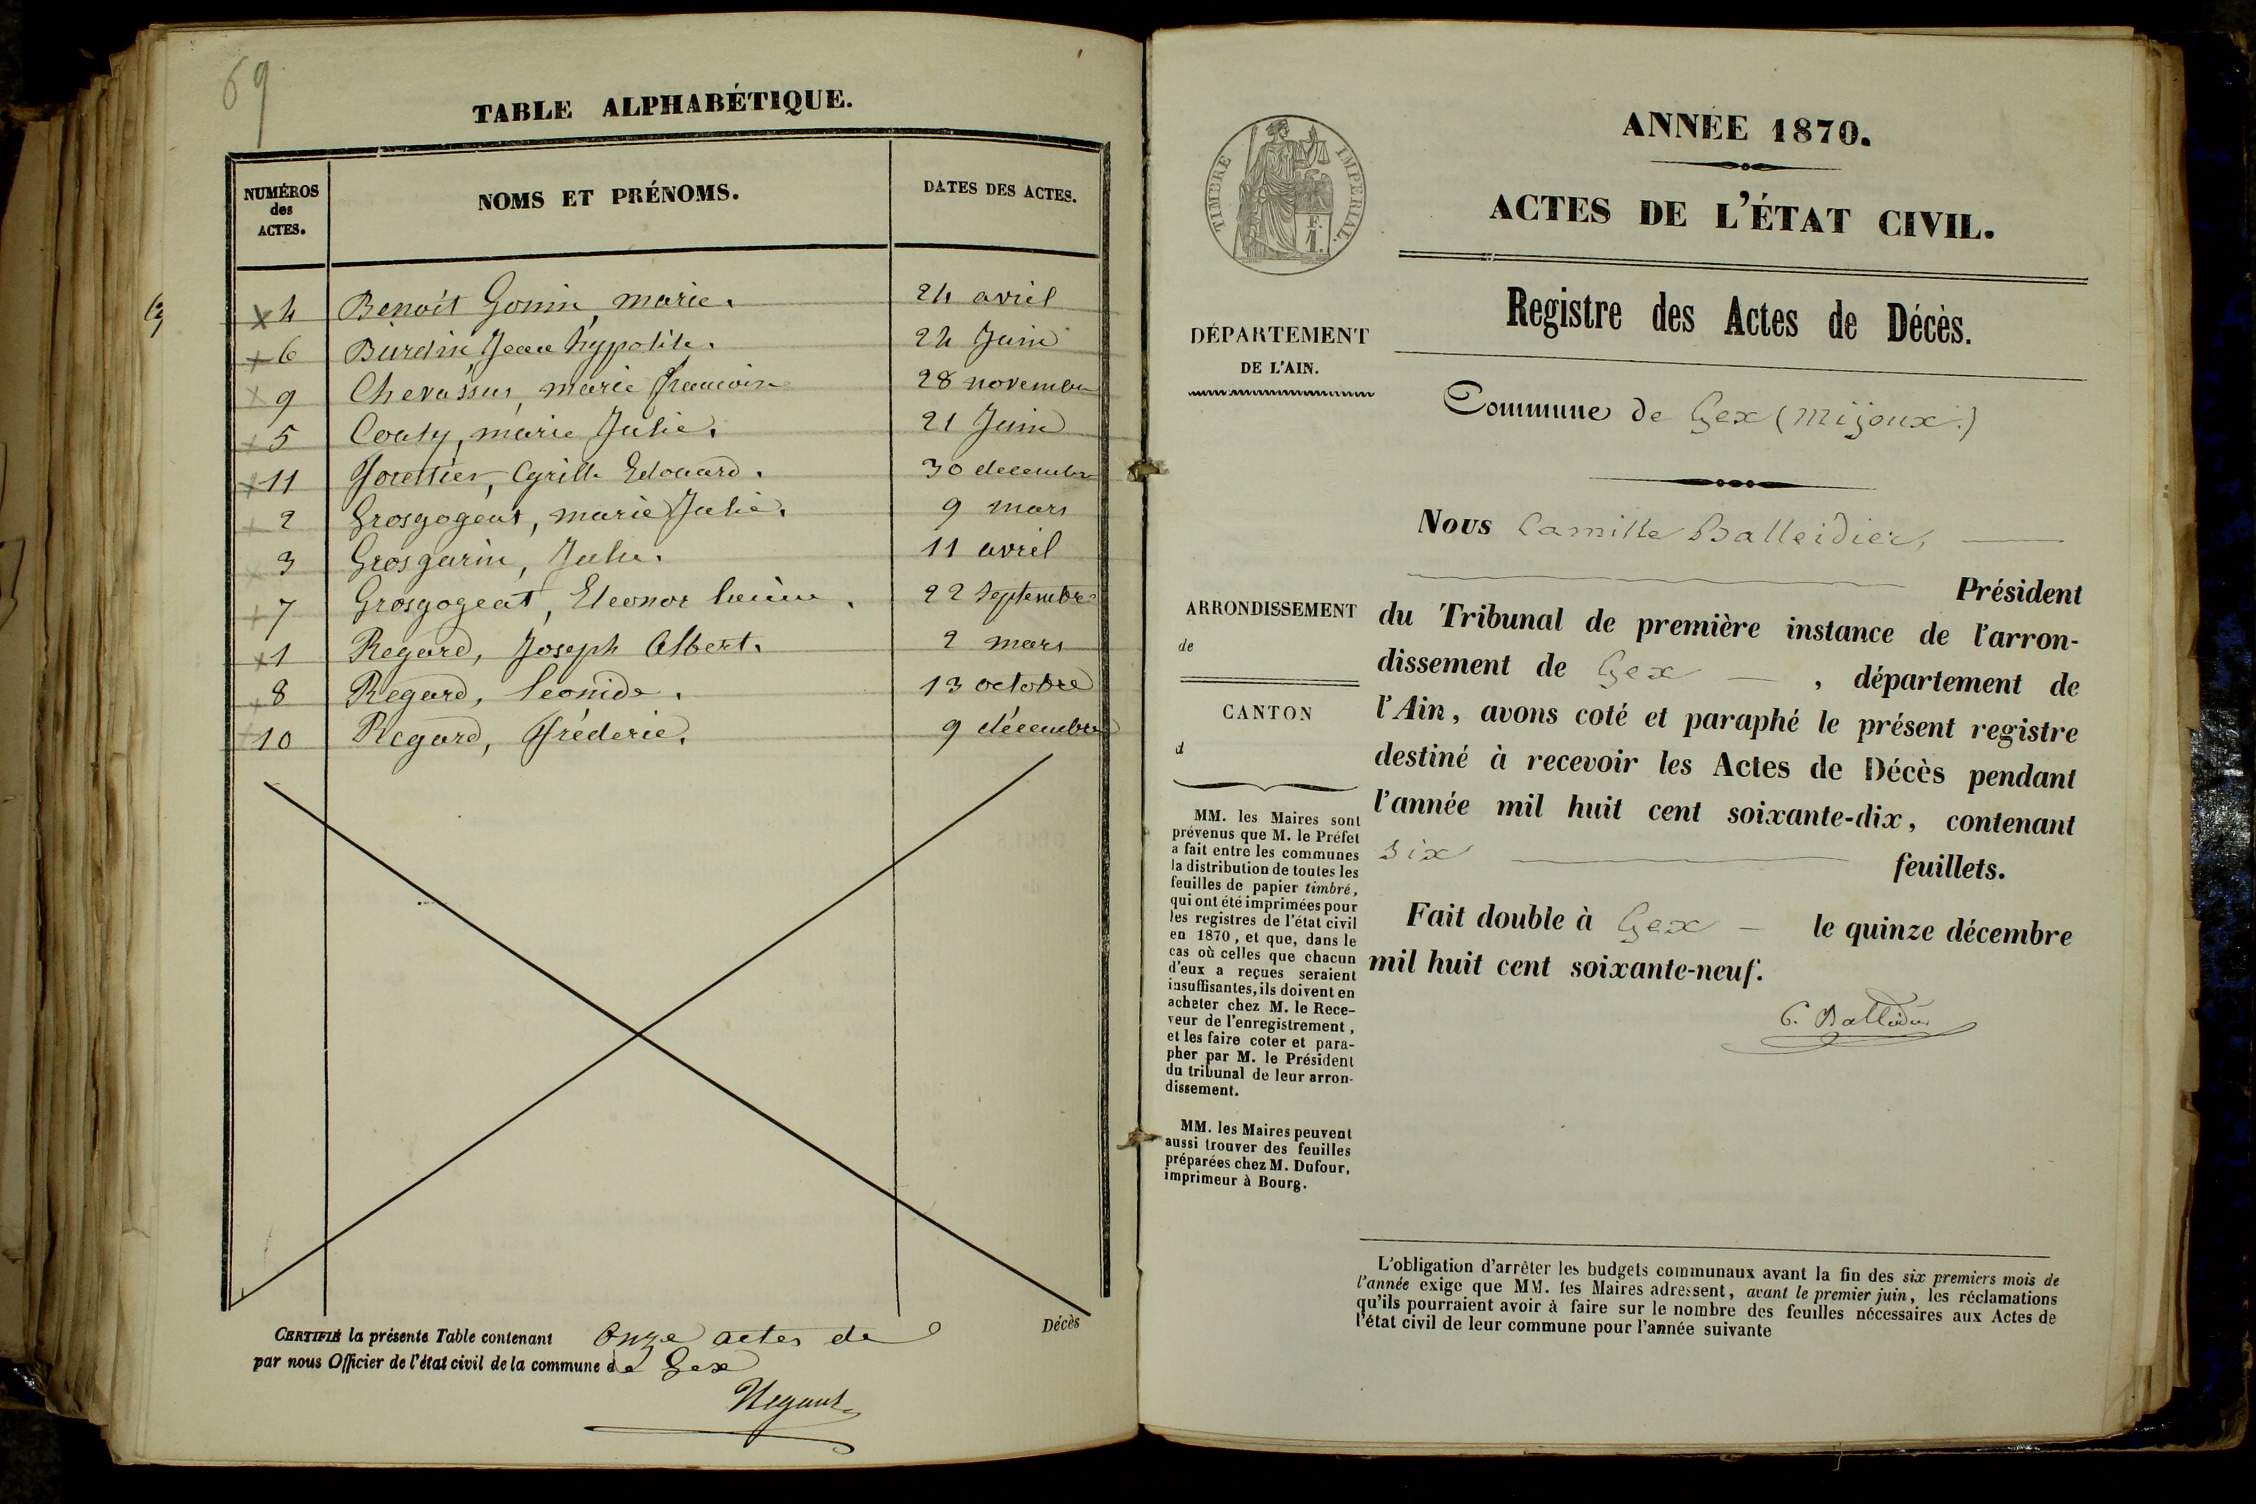 69
TABLE ALPHABÉTIQUE.
NUMÉROS des ACTES. NOMS ET PRÉNOMS. DATES DES ACTES.
x 4 Benoît Gonin, marie. 24 avril
x 6 Burdin, Jean hypolite. 24 Juin
x 9 Chevassus, marie 28 novembre
x 5 Coaty, marie Julie. 21 Juin
x 11 Cyrille Edouard. 30 decembre
x 2 Grosgogeat, marie Julie. 9 mars
x 3 Grosgurin, Julie. 11 avril
x 7 Grosgogeat, Eleonor 22 Septembre
x 1 Regard, Joseph Albert. 2 mars
x 8 Regard, leonide. 13 octobre
10 Regard, fréderic. 9 décembre
CERTIFIÉ la présente Table contenant onze actes de Décès
par nous Officier de l'état civil de la commune de Gex
TIMBRE IMPERIAL.
F.
1.
ANNÉE 1870.
ACTES DE L'ÉTAT CIVIL.
Registre des Actes de Décès.
DÉPARTEMENT
DE L'AIN.
Commune de Gex (Mijoux.)
Nous Camille Balleidier,
Président
du Tribunal de première instance de l'arron-
dissement de Gex , département de
l'Ain, avons coté et paraphé le présent registre
destiné à recevoir les Actes de Décès pendant
l'année mil huit cent soixante-dix, contenant
six feuillets.
Fait double à Gex le quinze décembre
mil huit cent soixante-neuf.
C. Balleidier
ARRONDISSEMENT
de
CANTON
d
MM. les Maires sont
prévenus que M. le Préfet
a fait entre les communes
la distribution de toutes les
feuilles de papier timbré,
qui ont été imprimées pour
les registres de l'état civil
en 1870, et que, dans le
cas où celles que chacun
d'eux a reçues seraient
insuffisantes, ils doivent en
acheter chez M. le Rece-
veur de l'enregistrement,
et les faire coter et para-
pher par M. le Président
du tribunal de leur arron-
dissement.
MM. les Maires peuvent
aussi trouver des feuilles
préparées chez M. Dufour,
imprimeur à Bourg.
L'obligation d'arrêter les budgets communaux avant la fin des six premiers mois de
l'année exige que MM. les Maires adressent, avant le premier juin, les réclamations
qu'ils pourraient avoir à faire sur le nombre des feuilles nécessaires aux Actes de
l'état civil de leur commune pour l'année suivante